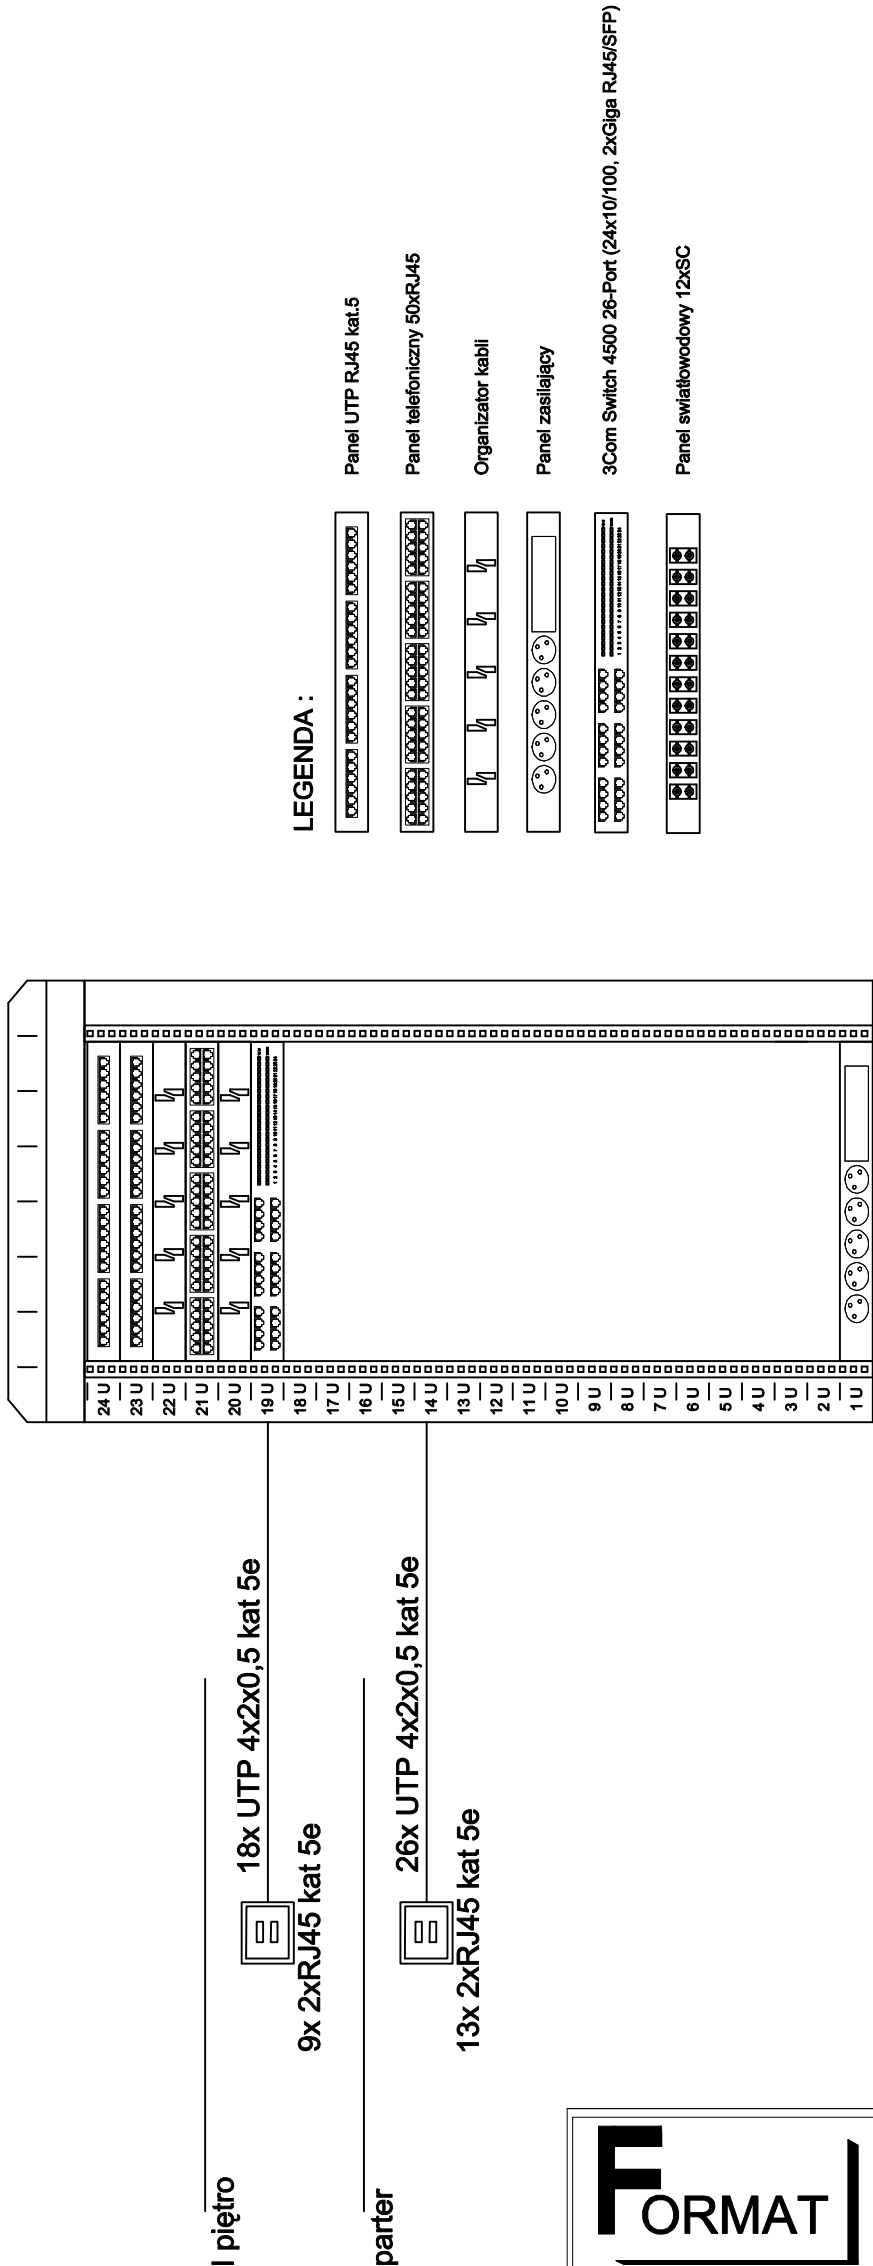 LEGENDA :
Panel UTP RJ45 kat.5
Panel telefoniczny 50xRJ45
Organizator kabli
Panel zasilający
3Com Switch 4500 26-Port (24x10/100, 2xGiga RJ45/SFP)
Panel swiatłowodowy 12xSC
24 U
23 U
22 U
21 U
20 U
19 U
18 U
17 U
16 U
15 U
14 U
13 U
12 U
11 U
10 U
9 U
8 U
7 U
6 U
5 U
4 U
3 U
2 U
1 U
I piętro
18x UTP 4x2x0,5 kat 5e
9x 2xRJ45 kat 5e
parter
26x UTP 4x2x0,5 kat 5e
13x 2xRJ45 kat 5e
FORMAT